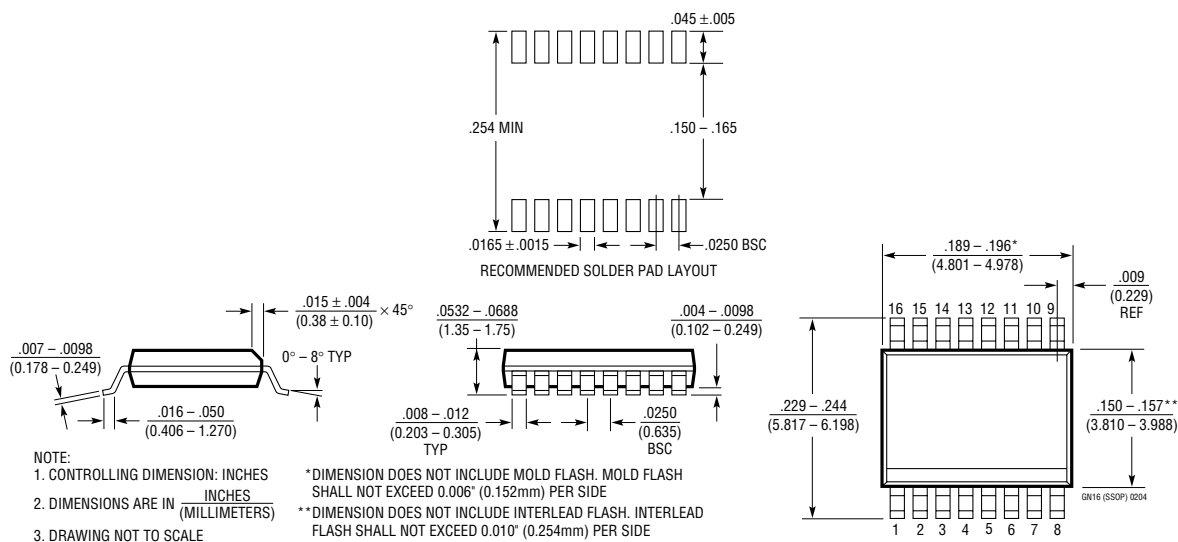 .045 ±.005
.254 MIN
.150 – .165
.0165 ±.0015
.0250 BSC
RECOMMENDED SOLDER PAD LAYOUT
.015 ± .004
(0.38 ± 0.10)
× 45°
.007 – .0098
(0.178 – 0.249)
0° – 8° TYP
.016 – .050
(0.406 – 1.270)
.0532 – .0688
(1.35 – 1.75)
.004 – .0098
(0.102 – 0.249)
.008 – .012
(0.203 – 0.305)
TYP
.0250
(0.635)
BSC
.189 – .196*
(4.801 – 4.978)
.009
(0.229)
REF
16 15 14 13 12 11 10 9
.229 – .244
(5.817 – 6.198)
.150 – .157**
(3.810 – 3.988)
GN16 (SSOP) 0204
1 2 3 4 5 6 7 8
NOTE:
1. CONTROLLING DIMENSION: INCHES
2. DIMENSIONS ARE IN INCHES
(MILLIMETERS)
3. DRAWING NOT TO SCALE
*DIMENSION DOES NOT INCLUDE MOLD FLASH. MOLD FLASH
SHALL NOT EXCEED 0.006" (0.152mm) PER SIDE
**DIMENSION DOES NOT INCLUDE INTERLEAD FLASH. INTERLEAD
FLASH SHALL NOT EXCEED 0.010" (0.254mm) PER SIDE